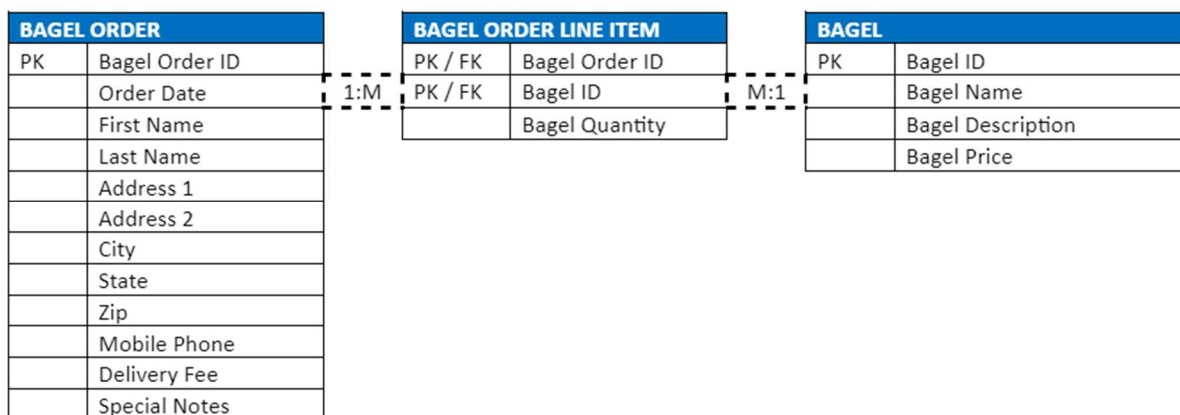 BAGEL ORDER
PK Bagel Order ID
Order Date
First Name
Last Name
Address 1
Address 2
City
State
Zip
Mobile Phone
Delivery Fee
Special Notes
1:M
BAGEL ORDER LINE ITEM
PK / FK Bagel Order ID
PK / FK Bagel ID
Bagel Quantity
M:1
BAGEL
PK Bagel ID
Bagel Name
Bagel Description
Bagel Price